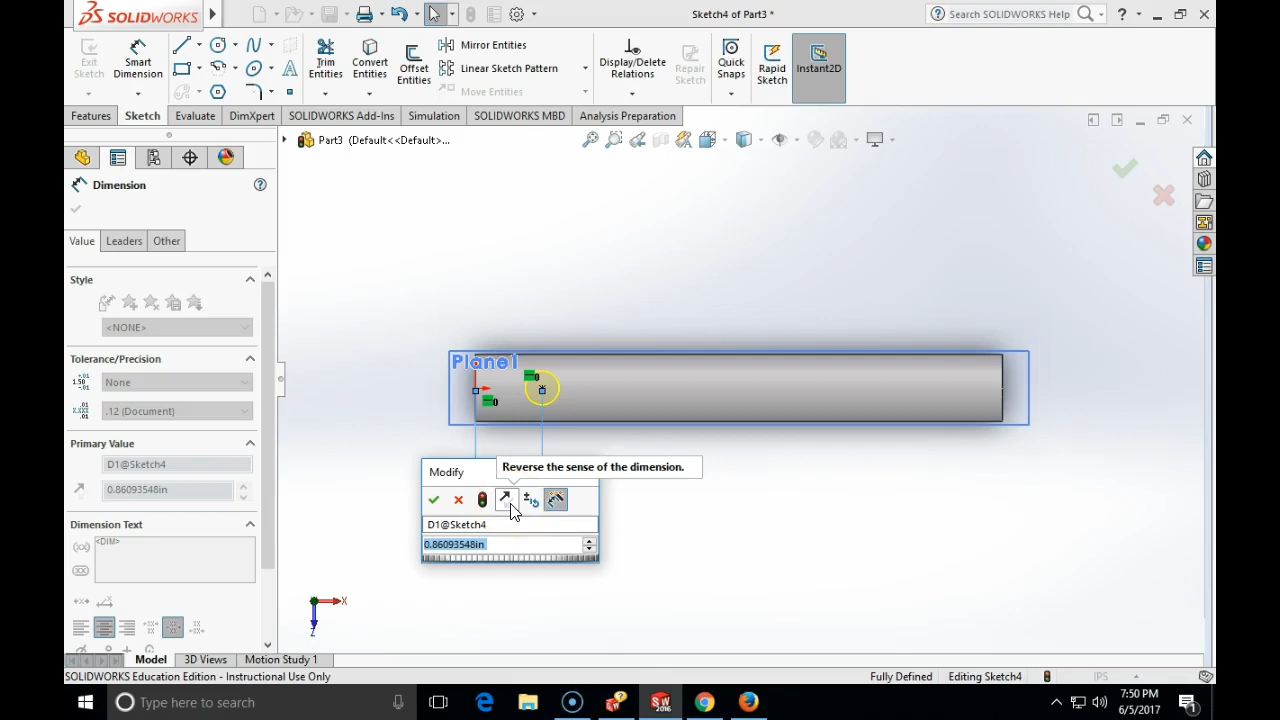 SOLIDWORKS
Sketch4 of Part3 *
Search SOLIDWORKS Help
?
Exit Sketch
Smart Dimension
Trim Entities
Convert Entities
Offset Entities
Mirror Entities
Linear Sketch Pattern
Move Entities
Display/Delete Relations
Repair Sketch
Quick Snaps
Rapid Sketch
Instant2D
Features
Sketch
Evaluate
DimXpert
SOLIDWORKS Add-Ins
Simulation
SOLIDWORKS MBD
Analysis Preparation
Part3 (Default<<Default>...
Dimension
?
Value
Leaders
Other
Style
<NONE>
Tolerance/Precision
None
.12 (Document)
Primary Value
D1@Sketch4
0.86093548in
Dimension Text
<DIM>
Plane1
0
0
Modify
Reverse the sense of the dimension.
D1@Sketch4
0.86093548in
X
Z
Model
3D Views
Motion Study 1
SOLIDWORKS Education Edition - Instructional Use Only
Fully Defined
Editing Sketch4
IPS
Type here to search
SW
2016
7:50 PM
6/5/2017
1